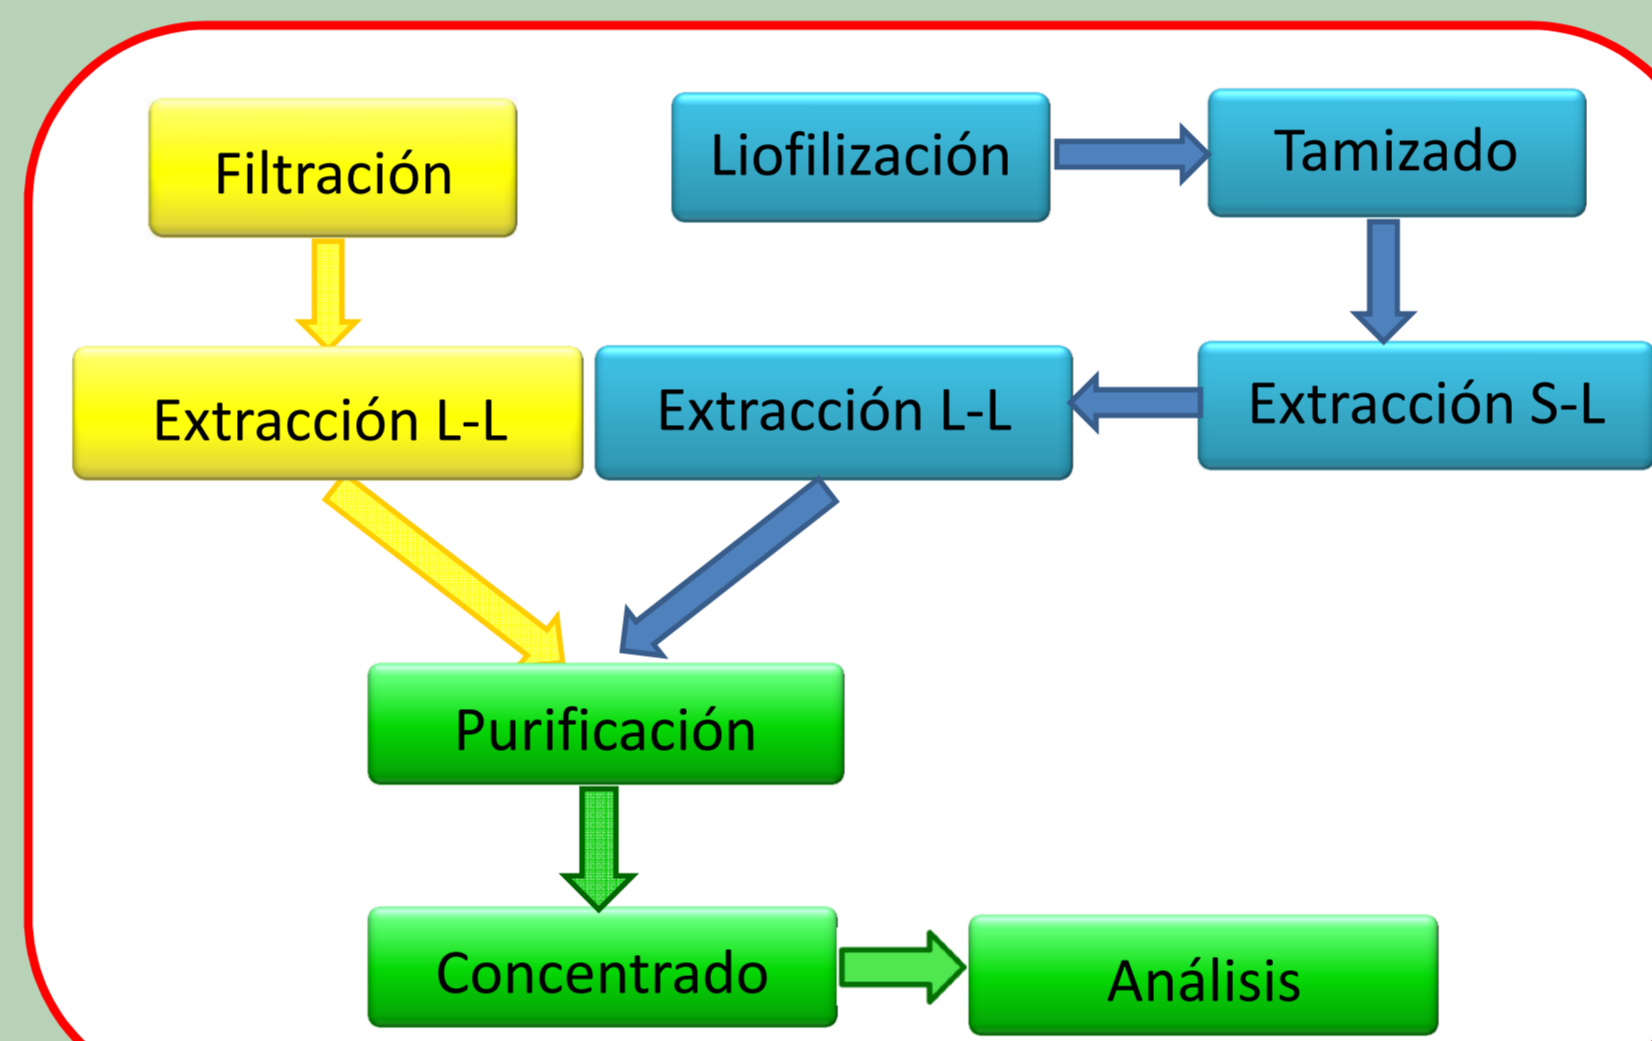 Filtración
Liofilización
Tamizado
Extracción L-L
Extracción L-L
Extracción S-L
Purificación
Concentrado
Análisis